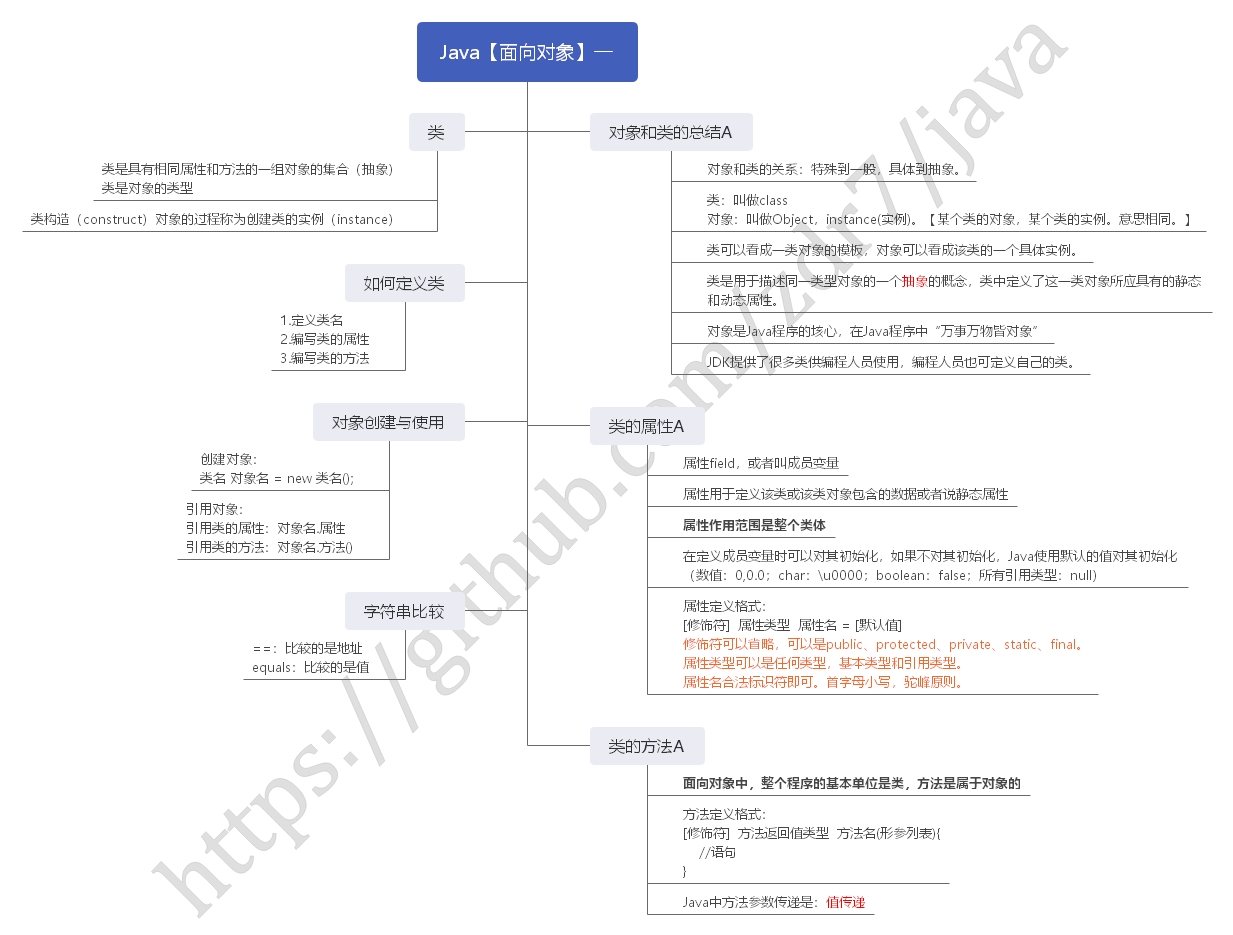 Java【面向对象】一
类
类是具有相同属性和方法的一组对象的集合（抽象)
类是对象的类型
类构造（construct）对象的过程称为创建类的实例（instance）
如何定义类
1.定义类名
2.编写类的属性
3.编写类的方法
对象创建与使用
创建对象：
类名 对象名 = new 类名();
引用对象：
引用类的属性：对象名.属性
引用类的方法：对象名.方法()
字符串比较
==：比较的是地址
equals：比较的是值
对象和类的总结A
对象和类的关系：特殊到一般，具体到抽象。
类：叫做class
对象：叫做Object，instance(实例)。【某个类的对象，某个类的实例。意思相同。】
类可以看成一类对象的模板，对象可以看成该类的一个具体实例。
类是用于描述同一类型对象的一个抽象的概念，类中定义了这一类对象所应具有的静态
和动态属性。
对象是Java程序的核心，在Java程序中“万事万物皆对象”
JDK提供了很多类供编程人员使用，编程人员也可定义自己的类。
类的属性A
属性field，或者叫成员变量
属性用于定义该类或该类对象包含的数据或者说静态属性
属性作用范围是整个类体
在定义成员变量时可以对其初始化，如果不对其初始化，Java使用默认的值对其初始化
（数值：0,0.0；char：\u0000；boolean：false；所有引用类型：null）
属性定义格式：
[修饰符] 属性类型 属性名 = [默认值]
修饰符可以省略，可以是public、protected、private、static、final。
属性类型可以是任何类型，基本类型和引用类型。
属性名合法标识符即可。首字母小写，驼峰原则。
类的方法A
面向对象中，整个程序的基本单位是类，方法是属于对象的
方法定义格式：
[修饰符] 方法返回值类型 方法名(形参列表){
//语句
}
Java中方法参数传递是：值传递
https://github.com/zdr7/java